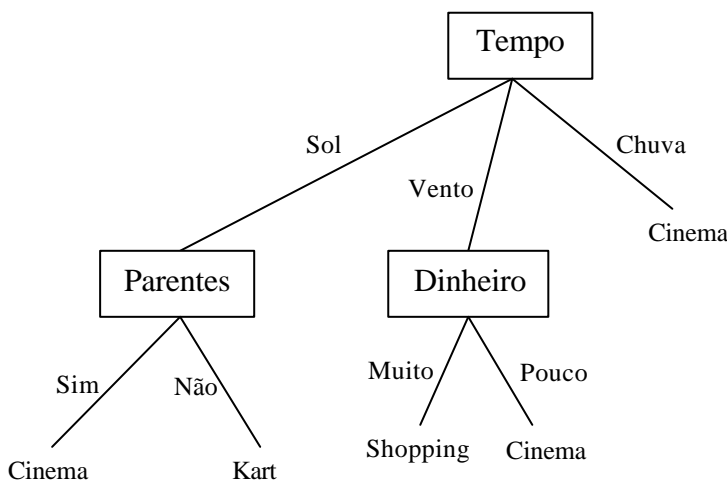 Tempo
Sol
Vento
Chuva
Cinema
Parentes
Dinheiro
Sim
Não
Muito
Pouco
Cinema
Kart
Shopping
Cinema